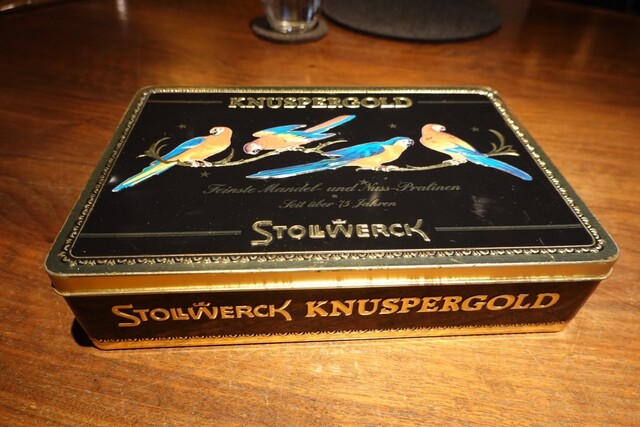 KNUSPERGOLD
Feinste Mandel- und Nuss-Pralinen
Seit über 75 Jahren
STOLLWERCK
STOLLWERCK KNUSPERGOLD